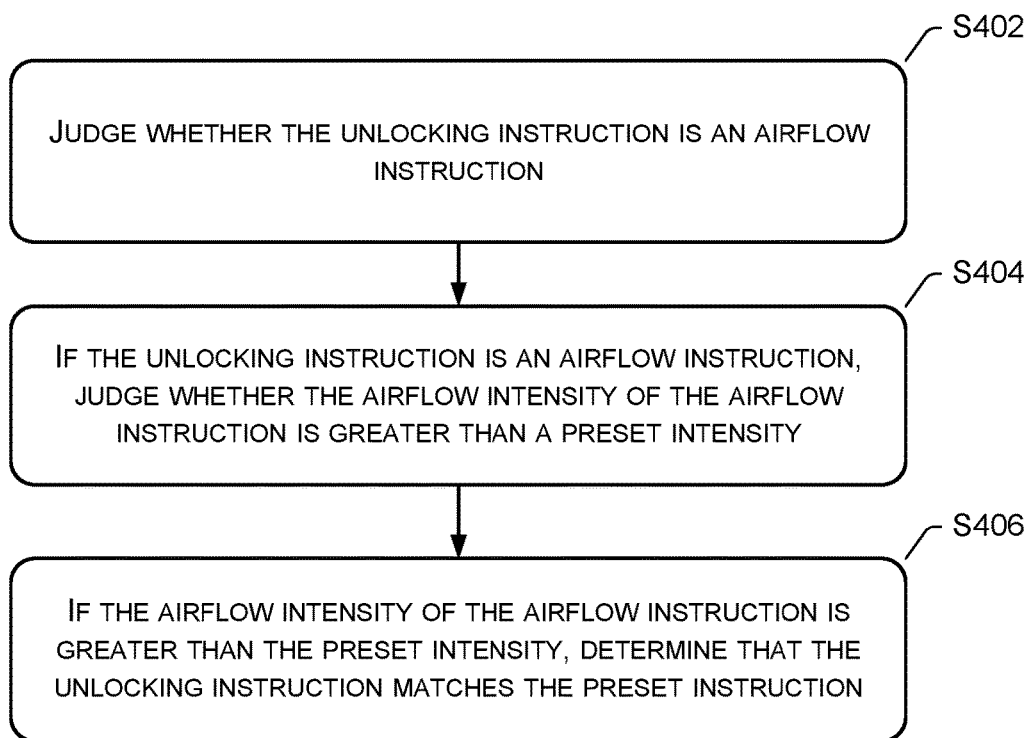 S402
JUDGE WHETHER THE UNLOCKING INSTRUCTION IS AN AIRFLOW
INSTRUCTION
S404
IF THE UNLOCKING INSTRUCTION IS AN AIRFLOW INSTRUCTION,
JUDGE WHETHER THE AIRFLOW INTENSITY OF THE AIRFLOW
INSTRUCTION IS GREATER THAN A PRESET INTENSITY
S406
IF THE AIRFLOW INTENSITY OF THE AIRFLOW INSTRUCTION IS
GREATER THAN THE PRESET INTENSITY, DETERMINE THAT THE
UNLOCKING INSTRUCTION MATCHES THE PRESET INSTRUCTION